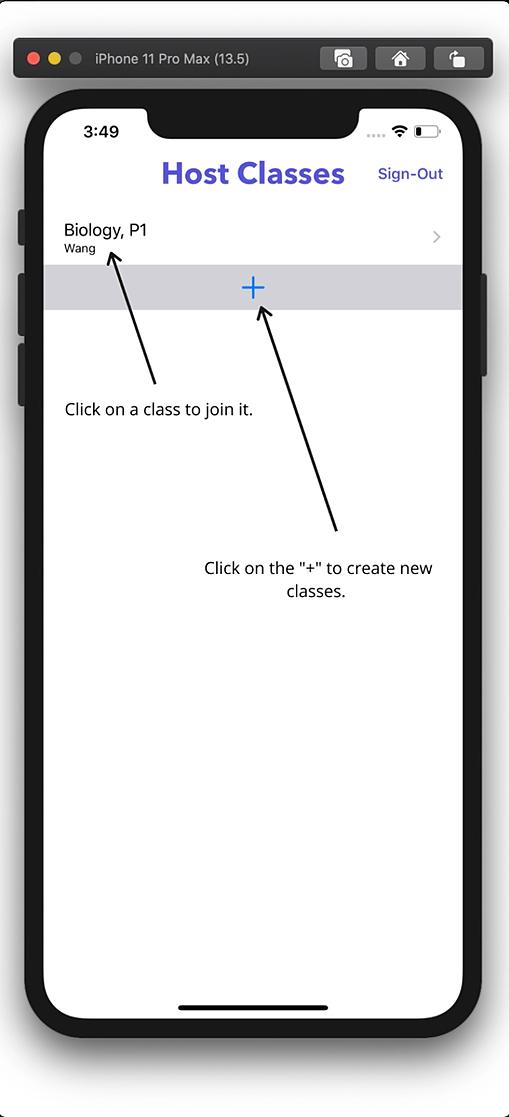 iPhone 11 Pro Max (13.5)
3:49
Host Classes
Sign-Out
Biology, P1
Wang
+
Click on a class to join it.
Click on the "+" to create new
classes.